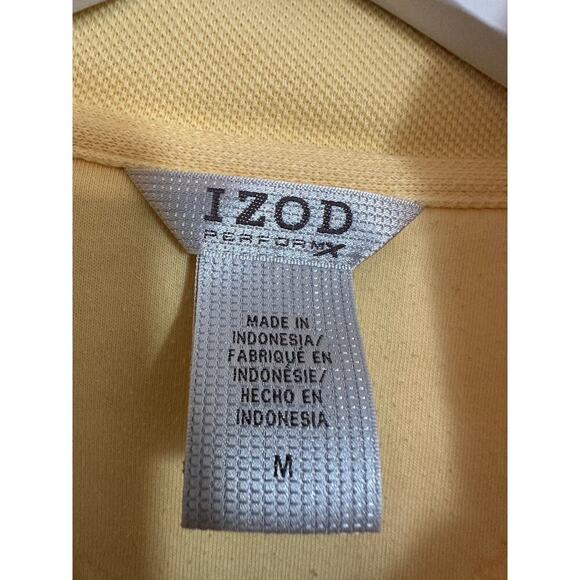 IZOD
PERFORMX
MADE IN
INDONESIA/
FABRIQUÉ EN
INDONÉSIE/
HECHO EN
INDONESIA
M